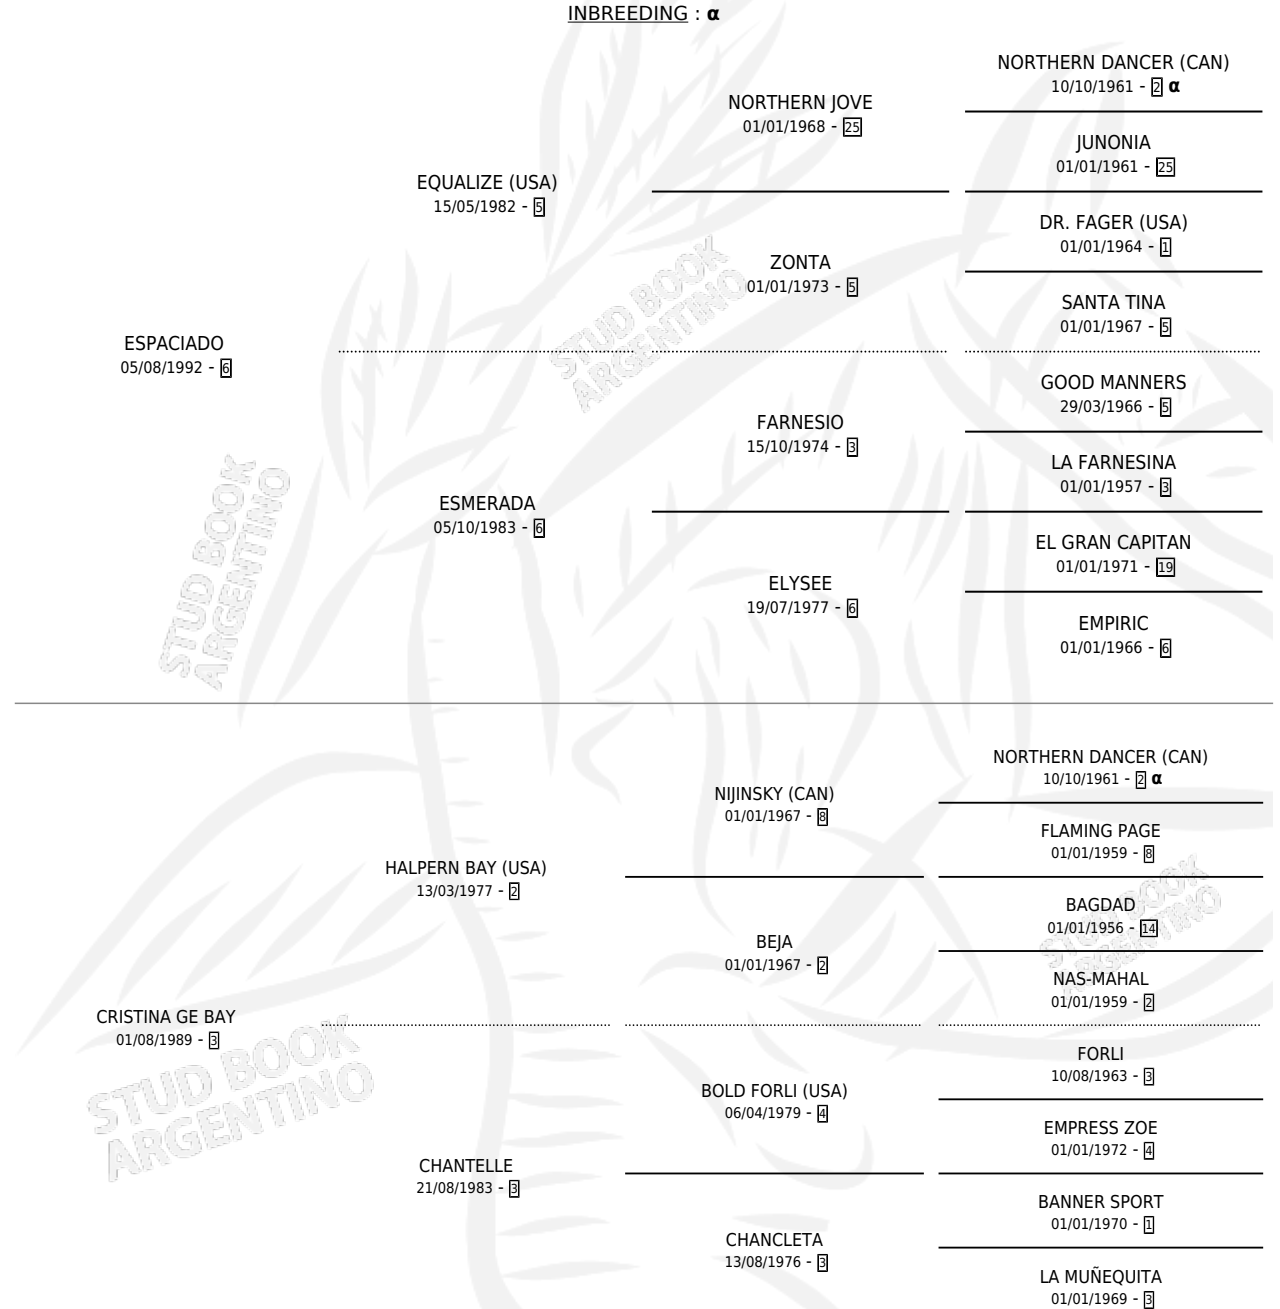 INBREEDING : α
NORTHERN DANCER (CAN)
10/10/1961 - 2 α
NORTHERN JOVE
01/01/1968 - 25
JUNONIA
01/01/1961 - 25
EQUALIZE (USA)
15/05/1982 - 5
DR. FAGER (USA)
01/01/1964 - 1
ZONTA
01/01/1973 - 5
SANTA TINA
01/01/1967 - 5
ESPACIADO
05/08/1992 - 6
GOOD MANNERS
29/03/1966 - 5
FARNESIO
15/10/1974 - 3
LA FARNESINA
01/01/1957 - 3
ESMERADA
05/10/1983 - 6
EL GRAN CAPITAN
01/01/1971 - 19
ELYSEE
19/07/1977 - 6
EMPIRIC
01/01/1966 - 6
NORTHERN DANCER (CAN)
10/10/1961 - 2 α
NIJINSKY (CAN)
01/01/1967 - 8
FLAMING PAGE
01/01/1959 - 8
HALPERN BAY (USA)
13/03/1977 - 2
BAGDAD
01/01/1956 - 14
BEJA
01/01/1967 - 2
NAS-MAHAL
01/01/1959 - 2
CRISTINA GE BAY
01/08/1989 - 3
FORLI
10/08/1963 - 3
BOLD FORLI (USA)
06/04/1979 - 4
EMPRESS ZOE
01/01/1972 - 4
CHANTELLE
21/08/1983 - 3
BANNER SPORT
01/01/1970 - 1
CHANCLETA
13/08/1976 - 3
LA MUÑEQUITA
01/01/1969 - 3
STUD BOOK
ARGENTINO
STUD BOOK
ARGENTINO
STUD BOOK
ARGENTINO
STUD BOOK
ARGENTINO